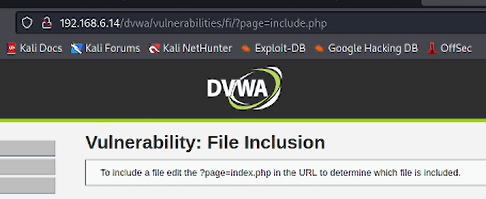 192.168.6.14/dvwa/vulnerabilities/fi/?page=include.php
Kali Docs Kali Forums Kali NetHunter Exploit-DB Google Hacking DB OffSec
DVWA
Vulnerability: File Inclusion
To include a file edit the ?page=index.php in the URL to determine which file is included.